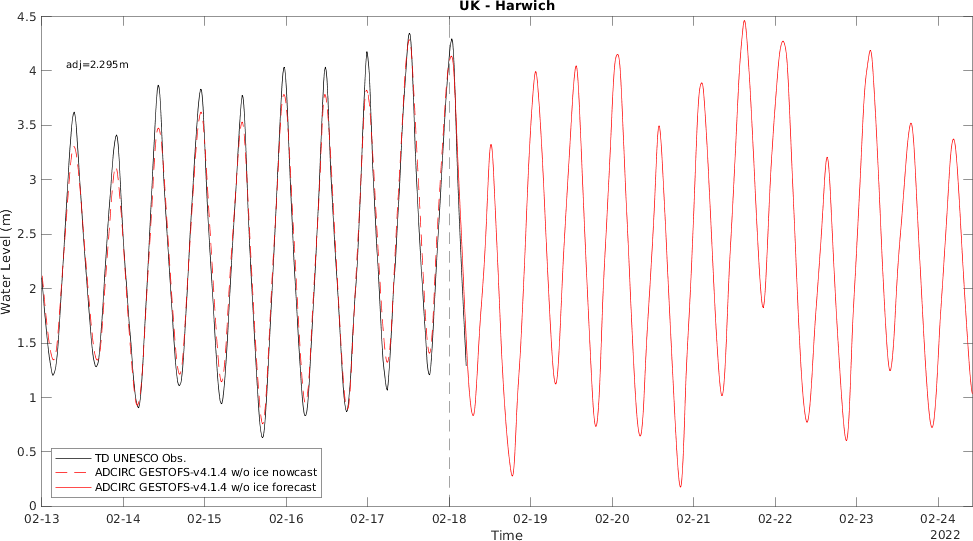 UK - Harwich
adj=2.295m
Water Level (m)
4.5
4
3.5
3
2.5
2
1.5
1
0.5
0
TD UNESCO Obs.
ADCIRC GESTOFS-v4.1.4 w/o ice nowcast
ADCIRC GESTOFS-v4.1.4 w/o ice forecast
02-13 02-14 02-15 02-16 02-17 02-18 02-19 02-20 02-21 02-22 02-23 02-24
2022
Time